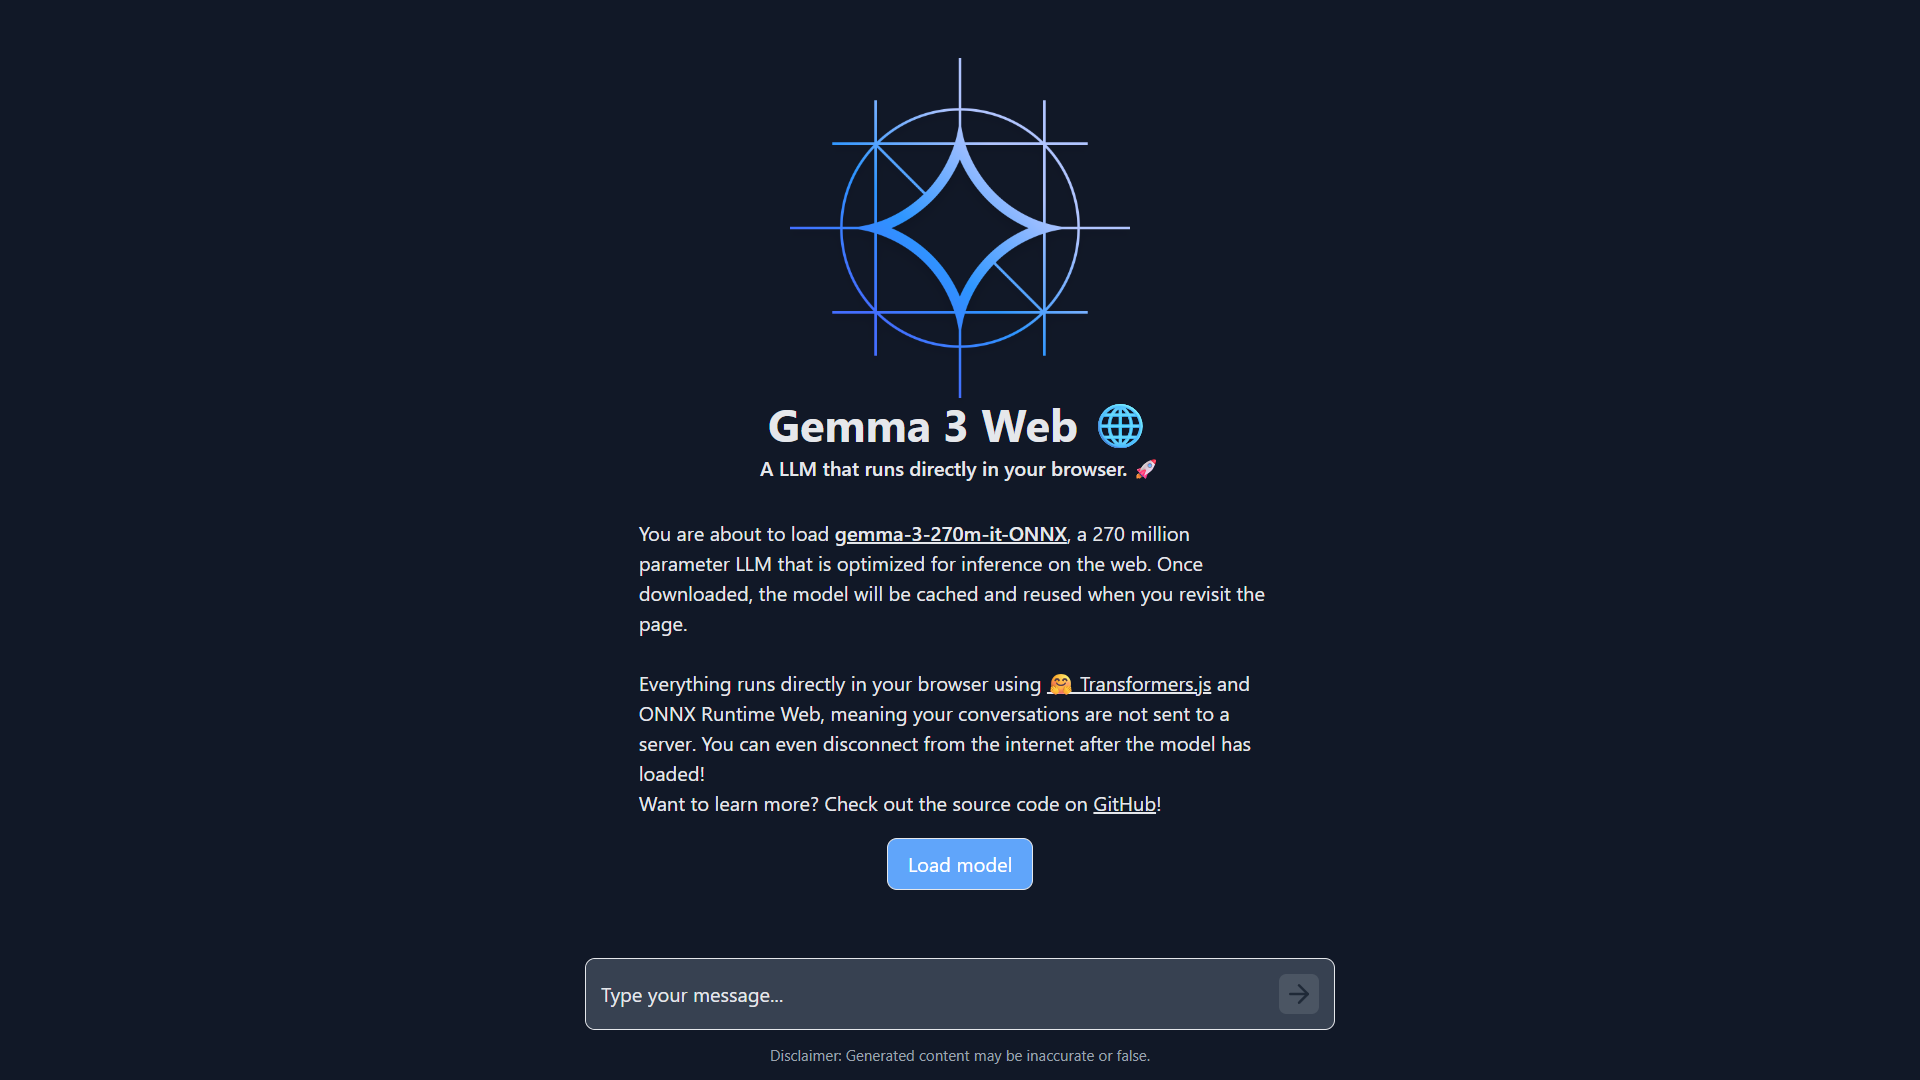 Gemma 3 Web 🌐
A LLM that runs directly in your browser. 🚀
You are about to load gemma-3-270m-it-ONNX, a 270 million
parameter LLM that is optimized for inference on the web. Once
downloaded, the model will be cached and reused when you revisit the
page.
Everything runs directly in your browser using 🤗 Transformers.js and
ONNX Runtime Web, meaning your conversations are not sent to a
server. You can even disconnect from the internet after the model has
loaded!
Want to learn more? Check out the source code on GitHub!
Load model
Type your message...
Disclaimer: Generated content may be inaccurate or false.